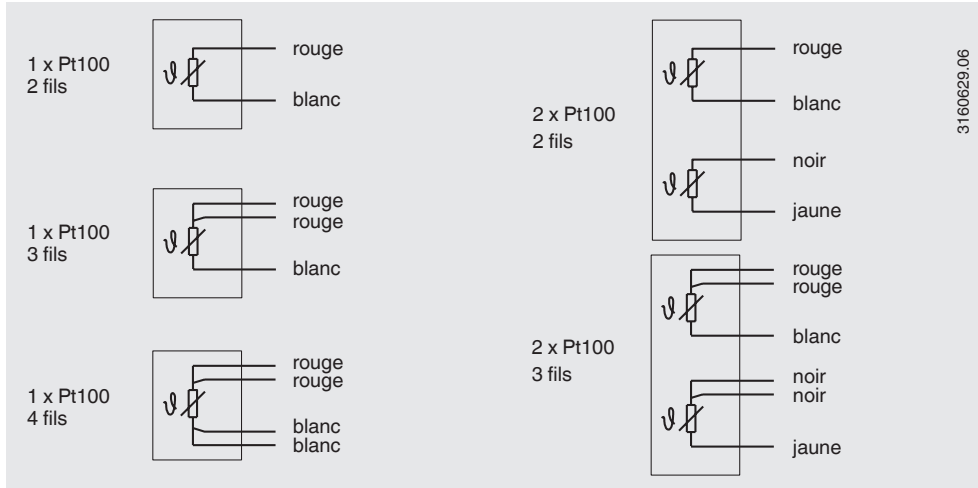 1 x Pt100
2 fils
rouge
blanc
1 x Pt100
3 fils
rouge
rouge
blanc
1 x Pt100
4 fils
rouge
rouge
blanc
blanc
2 x Pt100
2 fils
rouge
blanc
noir
jaune
2 x Pt100
3 fils
rouge
rouge
blanc
noir
noir
jaune
3160629.06